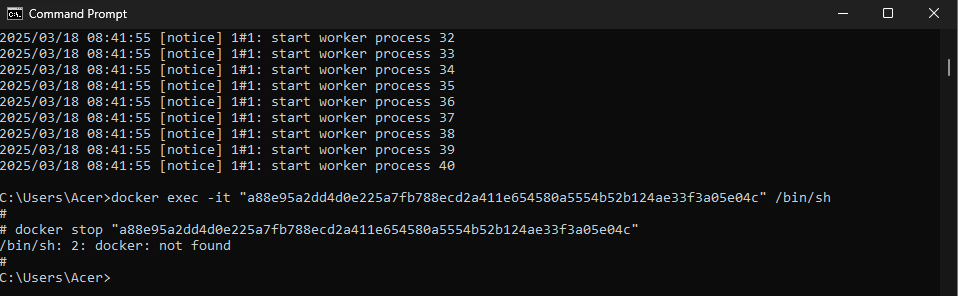 Command Prompt
2025/03/18 08:41:55 [notice] 1#1: start worker process 32
2025/03/18 08:41:55 [notice] 1#1: start worker process 33
2025/03/18 08:41:55 [notice] 1#1: start worker process 34
2025/03/18 08:41:55 [notice] 1#1: start worker process 35
2025/03/18 08:41:55 [notice] 1#1: start worker process 36
2025/03/18 08:41:55 [notice] 1#1: start worker process 37
2025/03/18 08:41:55 [notice] 1#1: start worker process 38
2025/03/18 08:41:55 [notice] 1#1: start worker process 39
2025/03/18 08:41:55 [notice] 1#1: start worker process 40
C:\Users\Acer>docker exec -it "a88e95a2dd4d0e225a7fb788ecd2a411e654580a5554b52b124ae33f3a05e04c" /bin/sh
#
# docker stop "a88e95a2dd4d0e225a7fb788ecd2a411e654580a5554b52b124ae33f3a05e04c"
/bin/sh: 2: docker: not found
#
C:\Users\Acer>